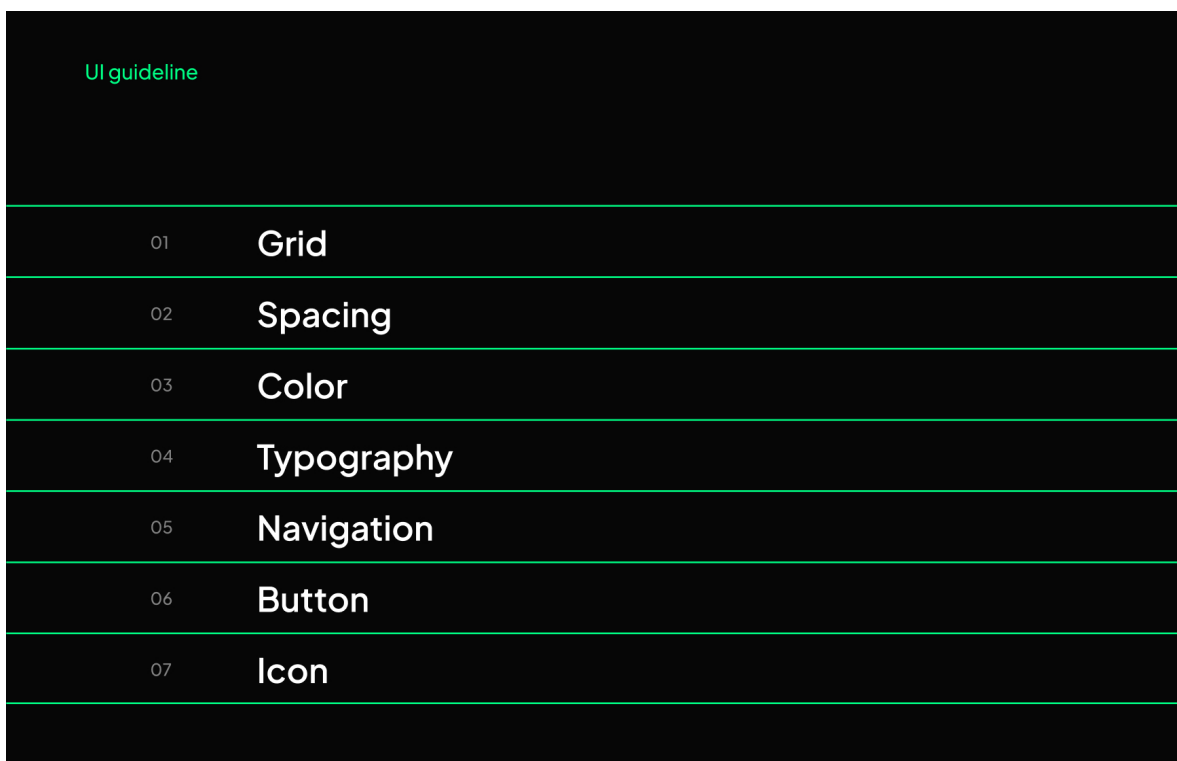 UI guideline
01 Grid
02 Spacing
03 Color
04 Typography
05 Navigation
06 Button
07 Icon